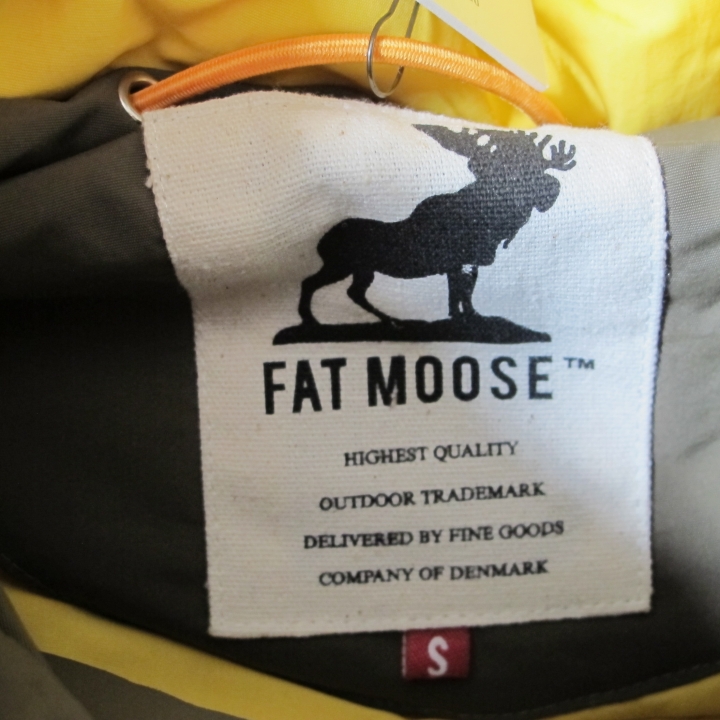 FAT MOOSE™
HIGHEST QUALITY
OUTDOOR TRADEMARK
DELIVERED BY FINE GOODS
COMPANY OF DENMARK
S